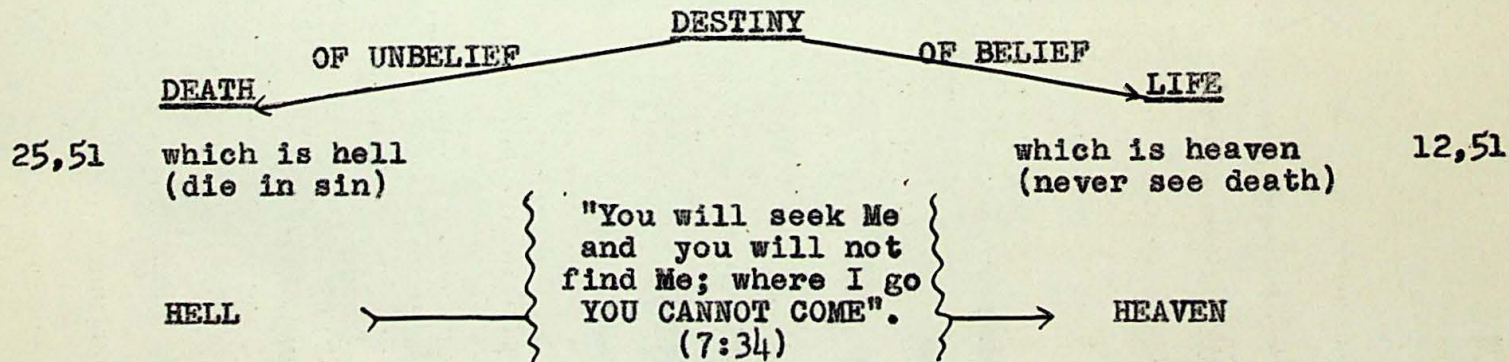 DESTINY
OF UNBELIEF
OF BELIEF
DEATH
LIFE
25,51 which is hell
(die in sin)
which is heaven 12,51
(never see death)
"You will seek Me
and you will not
find Me; where I go
YOU CANNOT COME".
(7:34)
HELL
HEAVEN